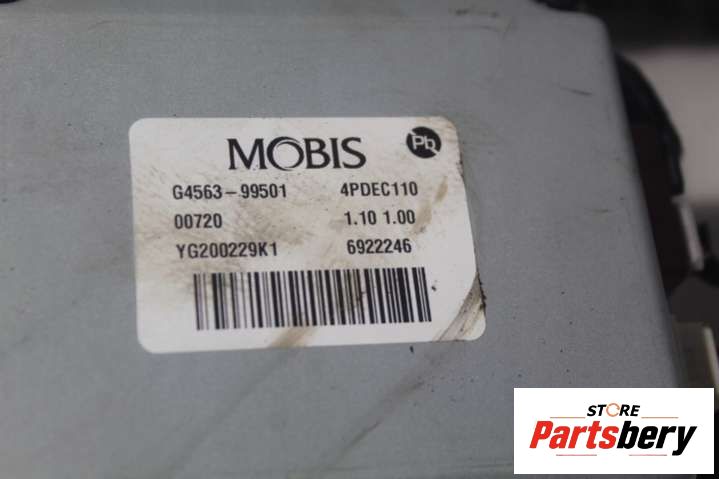 MOBIS
Pb
G4563-99501 4PDEC110
00720 1.10 1.00
YG200229K1 6922246
STORE
Partsbery